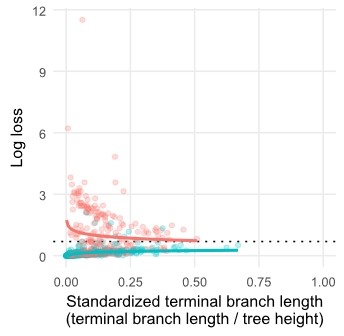 12
9
6
3
0
Log loss
0.00 0.25 0.50 0.75 1.00
Standardized terminal branch length
(terminal branch length / tree height)